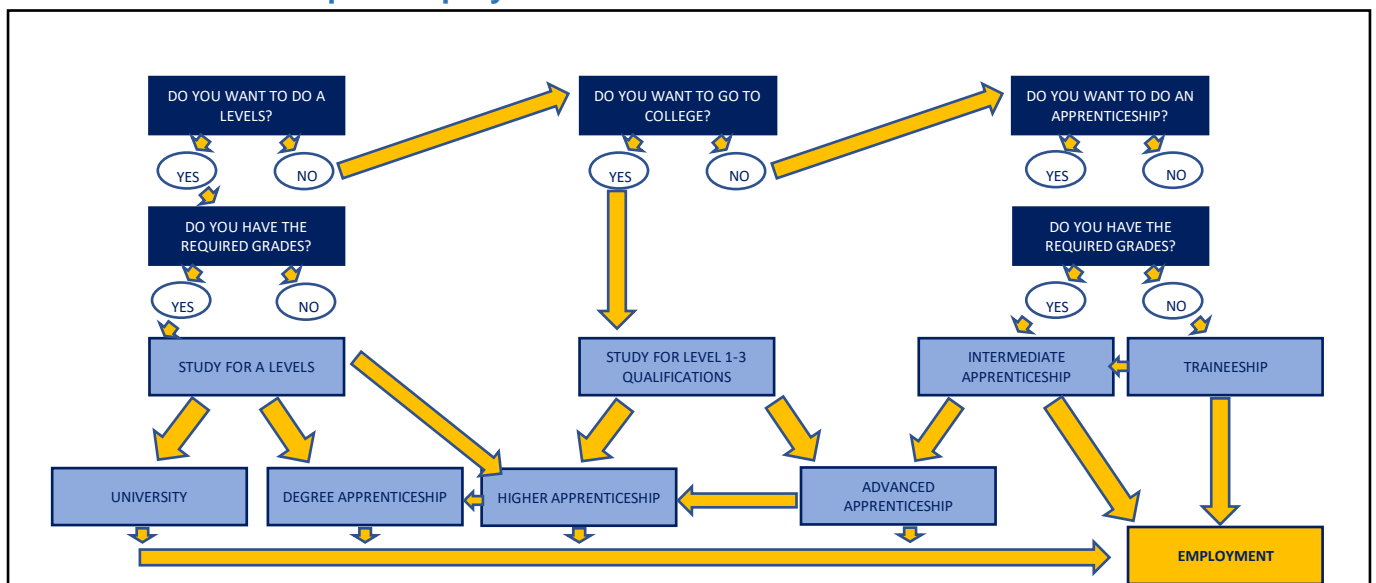 DO YOU WANT TO DO A
LEVELS?
DO YOU WANT TO GO TO
COLLEGE?
DO YOU WANT TO DO AN
APPRENTICESHIP?
YES
NO
YES
NO
YES
NO
DO YOU HAVE THE
REQUIRED GRADES?
DO YOU HAVE THE
REQUIRED GRADES?
YES
NO
YES
NO
STUDY FOR A LEVELS
STUDY FOR LEVEL 1-3
QUALIFICATIONS
INTERMEDIATE
APPRENTICESHIP
TRAINEESHIP
UNIVERSITY
DEGREE APPRENTICESHIP
HIGHER APPRENTICESHIP
ADVANCED
APPRENTICESHIP
EMPLOYMENT